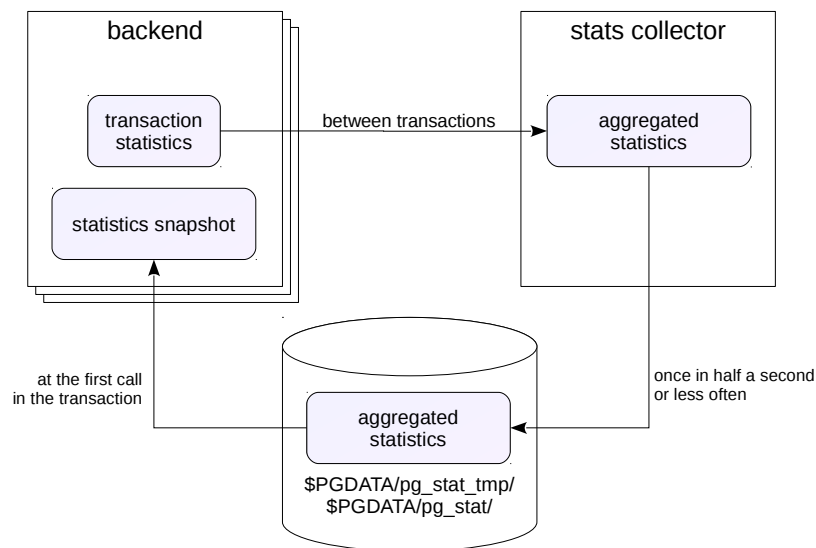 backend
stats collector
transaction
statistics
between transactions
aggregated
statistics
statistics snapshot
at the first call
in the transaction
once in half a second
or less often
aggregated
statistics
$PGDATA/pg_stat_tmp/
$PGDATA/pg_stat/